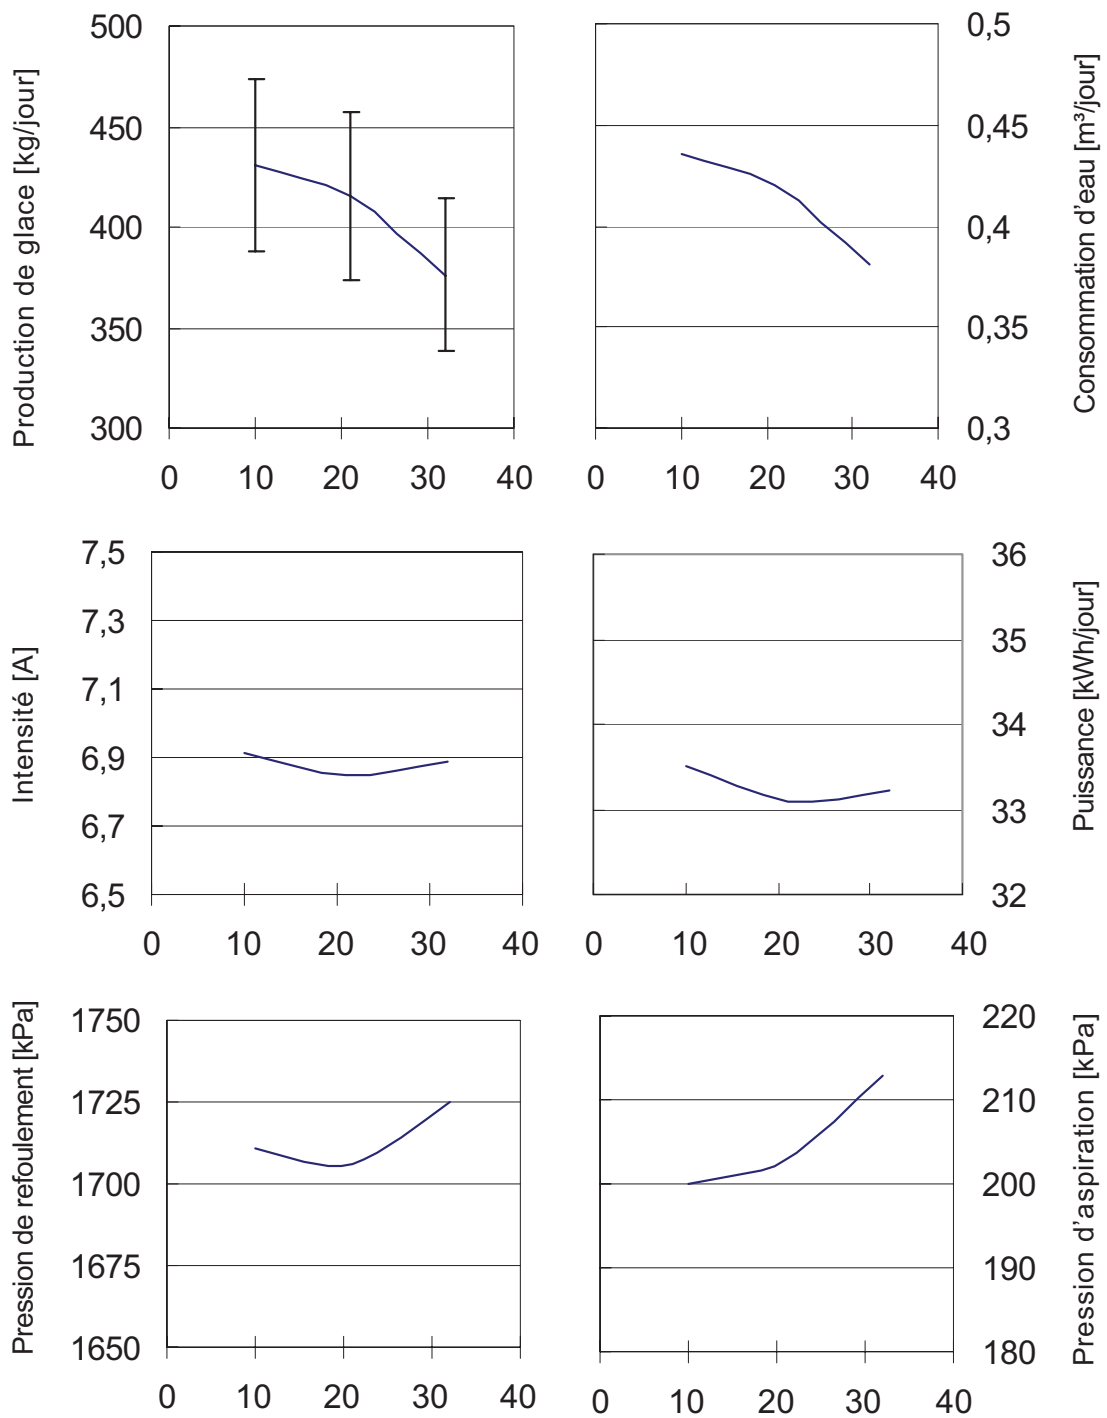 Production de glace [kg/jour]
500
450
400
350
300
0 10 20 30 40
0,5
0,45
0,4
0,35
0,3
Consommation d'eau [m³/jour]
0 10 20 30 40
Intensité [A]
7,5
7,3
7,1
6,9
6,7
6,5
0 10 20 30 40
36
35
34
33
32
Puissance [kWh/jour]
0 10 20 30 40
Pression de refoulement [kPa]
1750
1725
1700
1675
1650
0 10 20 30 40
220
210
200
190
180
Pression d'aspiration [kPa]
0 10 20 30 40